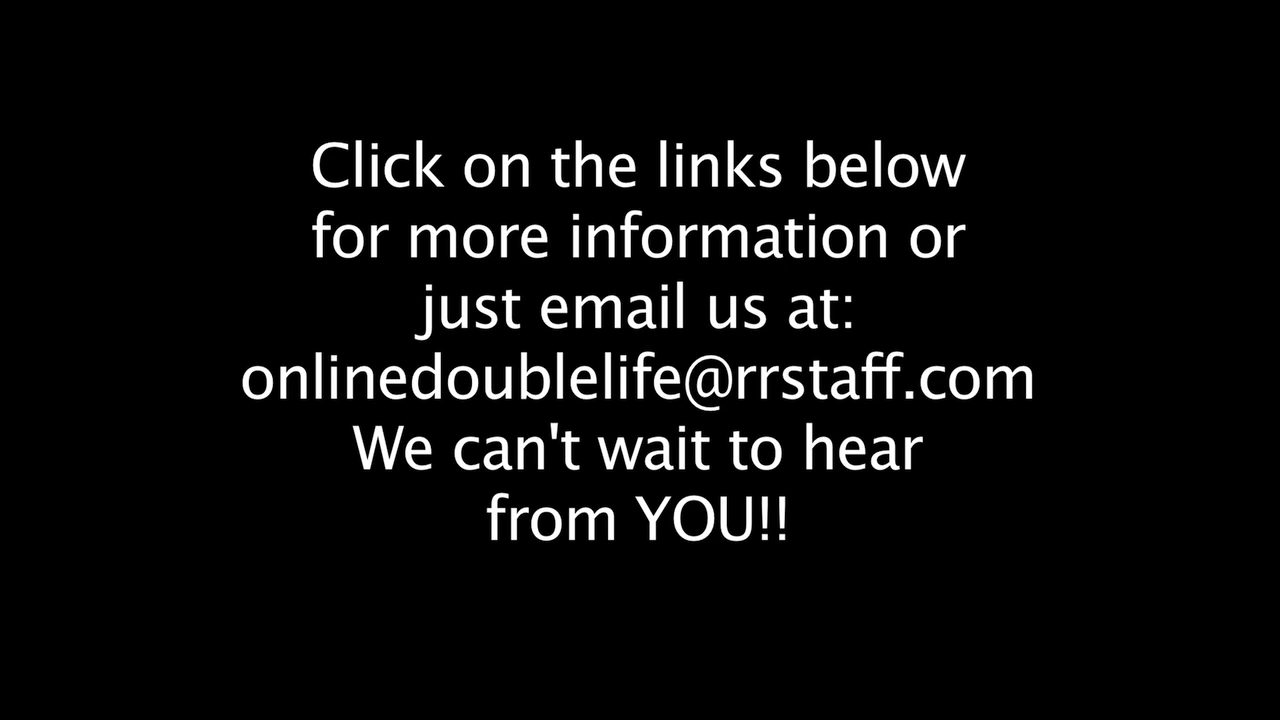 Click on the links below
for more information or
just email us at:
onlinedoublelife@rrstaff.com
We can't wait to hear
from YOU!!